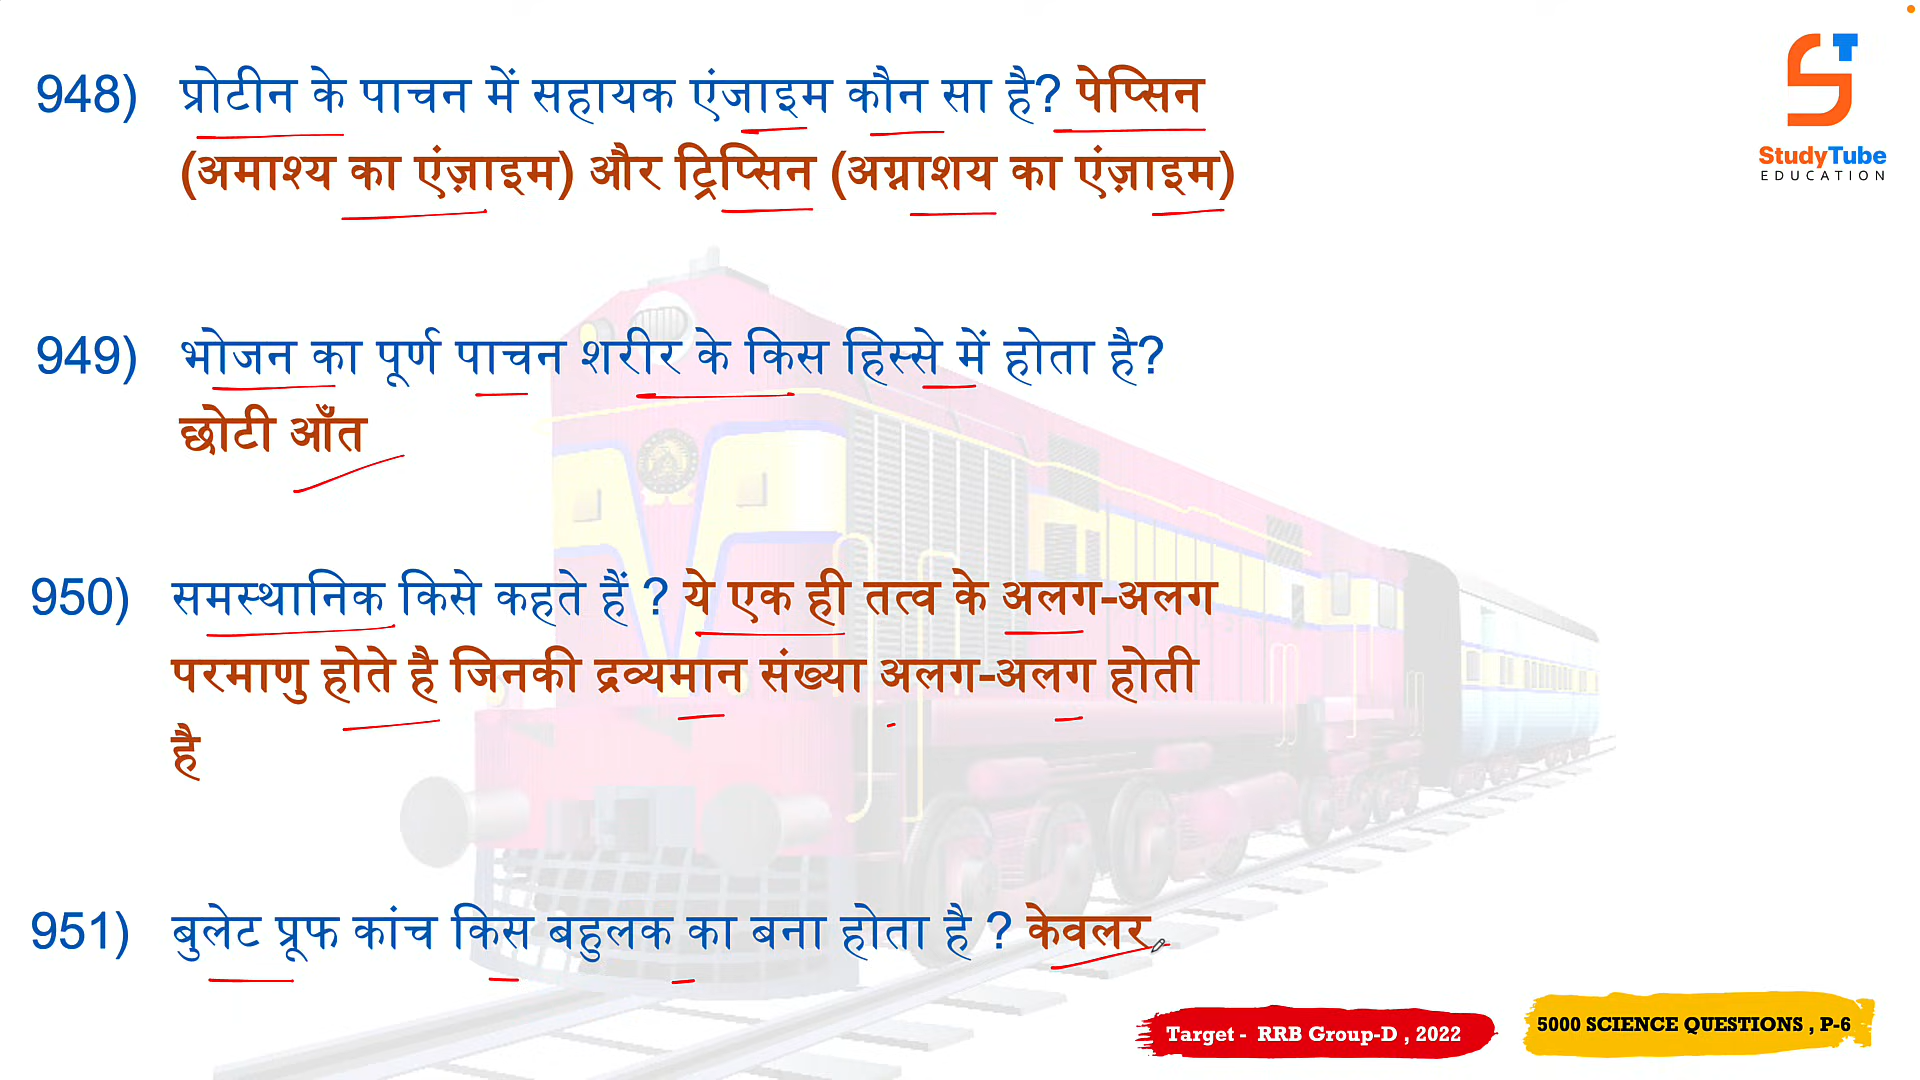 948) प्रोटीन के पाचन में सहायक एंजाइम कौन सा है? पेप्सिन
(अमाश्य का एंज़ाइम) और ट्रिप्सिन (अग्नाशय का एंज़ाइम)
949) भोजन का पूर्ण पाचन शरीर के किस हिस्से में होता है?
छोटी आँत
950) समस्थानिक किसे कहते हैं ? ये एक ही तत्व के अलग-अलग
परमाणु होते है जिनकी द्रव्यमान संख्या अलग-अलग होती
है
951) बुलेट प्रूफ कांच किस बहुलक का बना होता है ? केवलर
StudyTube
EDUCATION
Target - RRB Group-D , 2022
5000 SCIENCE QUESTIONS , P-6